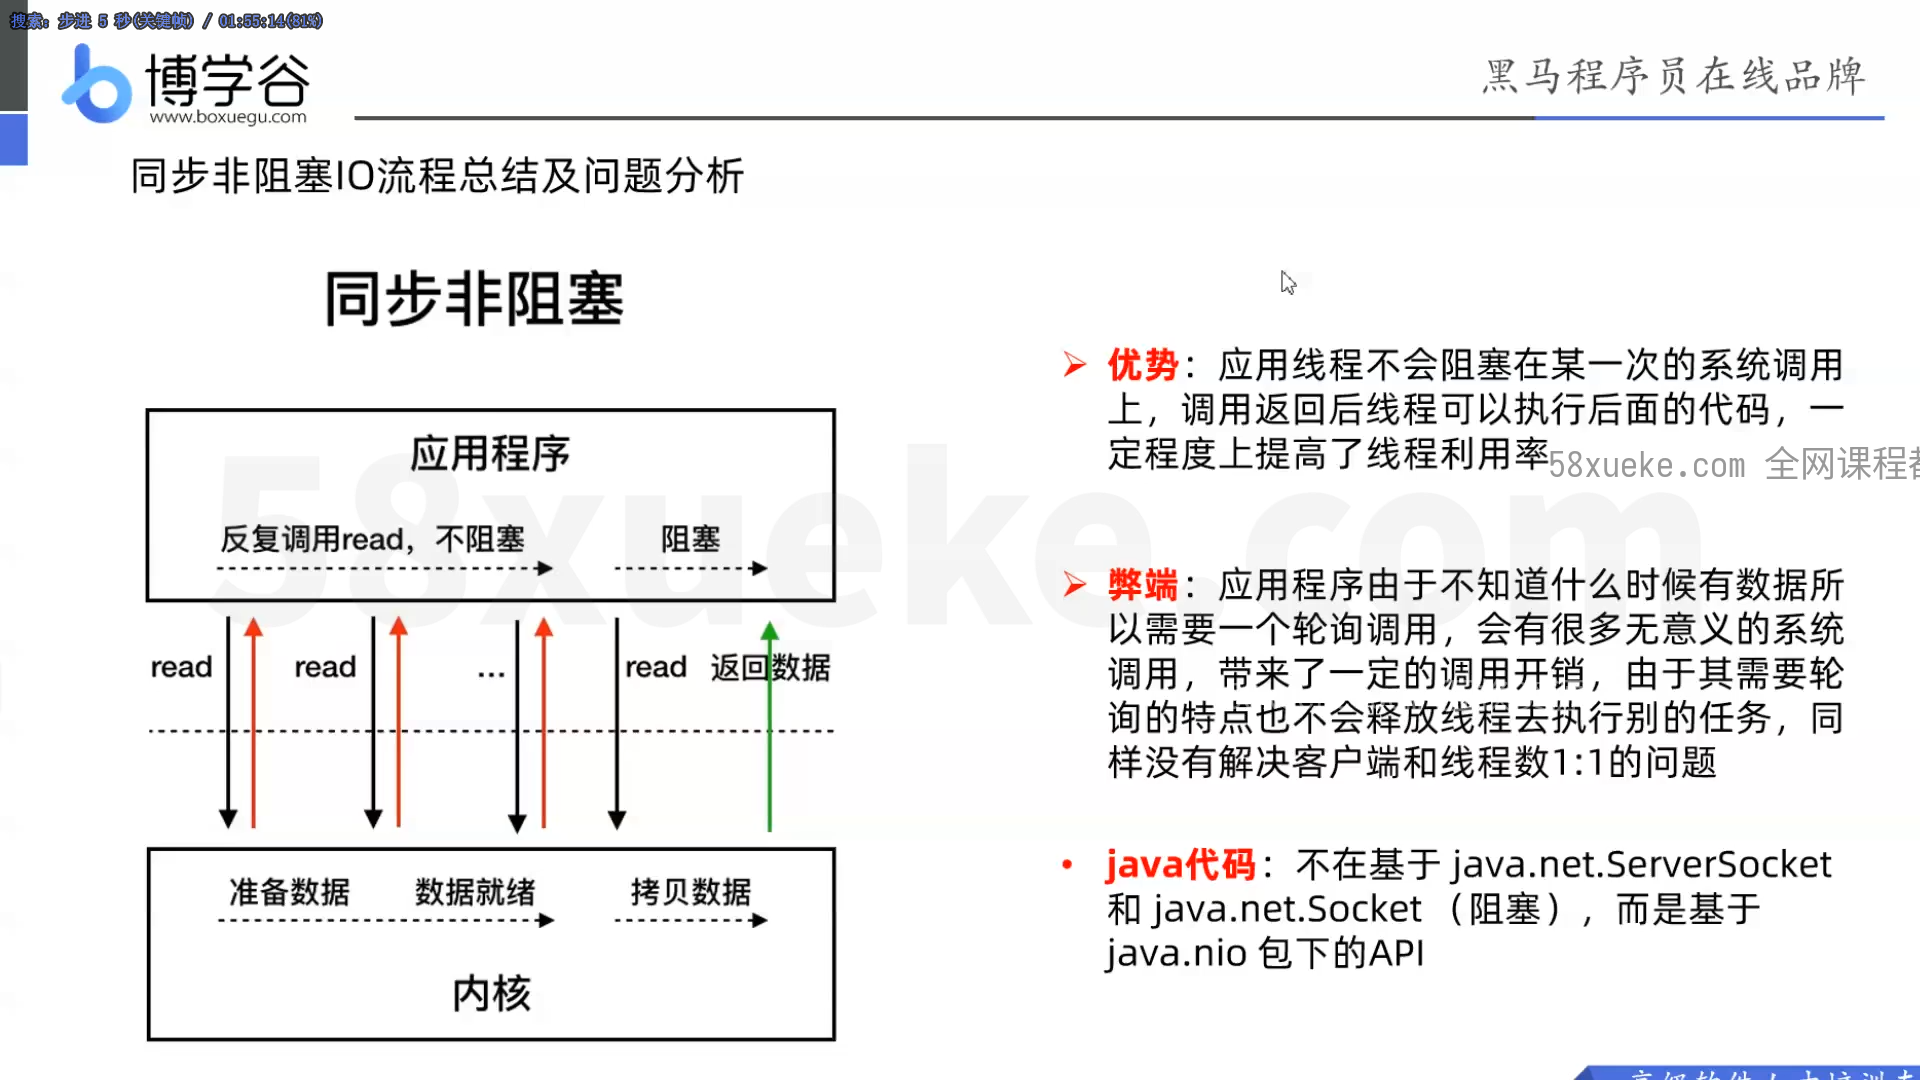 搜索: 步进 5 秒(关键帧) / 01:55:14(81%)
博学谷
www.boxuegu.com
黑马程序员在线品牌
同步非阻塞IO流程总结及问题分析
同步非阻塞
应用程序
反复调用read，不阻塞
阻塞
read
read
...
read
返回数据
准备数据
数据就绪
拷贝数据
内核
优势：应用线程不会阻塞在某一次的系统调用
上，调用返回后线程可以执行后面的代码，一
定程度上提高了线程利用率
58xueke.com 全网课程都
弊端：应用程序由于不知道什么时候有数据所
以需要一个轮询调用，会有很多无意义的系统
调用，带来了一定的调用开销，由于其需要轮
询的特点也不会释放线程去执行别的任务，同
样没有解决客户端和线程数1:1的问题
java代码：不在基于 java.net.ServerSocket
和 java.net.Socket （阻塞），而是基于
java.nio 包下的API
58xueke.com